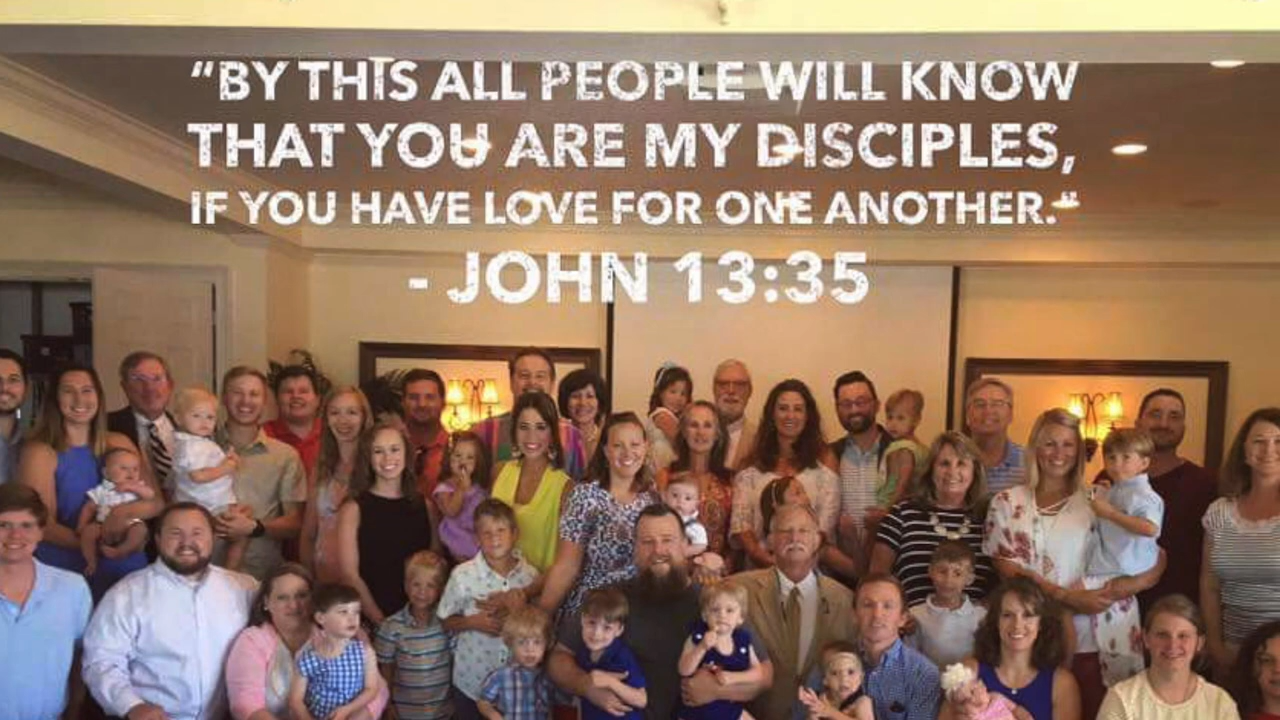 “BY THIS ALL PEOPLE WILL KNOW
THAT YOU ARE MY DISCIPLES,
IF YOU HAVE LOVE FOR ONE ANOTHER.“
- JOHN 13:35